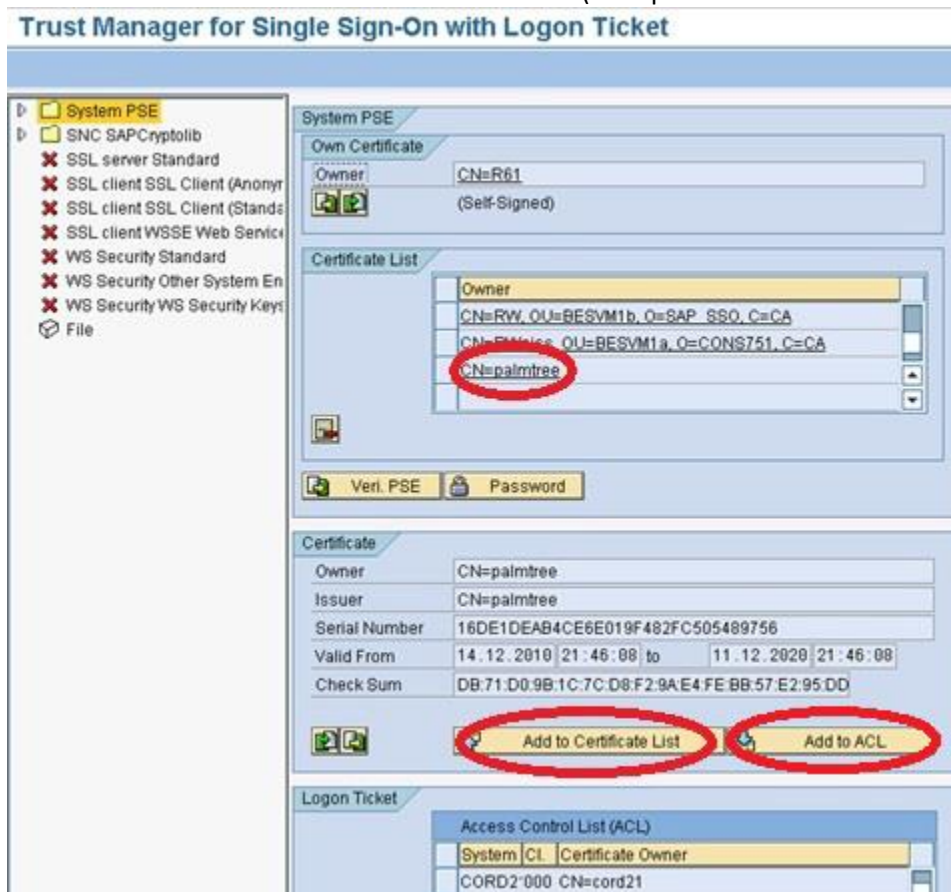 Trust Manager for Single Sign-On with Logon Ticket
System PSE
SNC SAPCryptolib
SSL server Standard
SSL client SSL Client (Anonyr
SSL client SSL Client (Standa
SSL client WSSE Web Service
WS Security Standard
WS Security Other System En
WS Security WS Security Keys
File
System PSE
Own Certificate
Owner CN=R61
(Self-Signed)
Certificate List
Owner
CN=RW, OU=BESVM1b, O=SAP_SSO, C=CA
OU=BESVM1a, O=CONS751, C=CA
CN=palmtree
Veri. PSE Password
Certificate
Owner CN=palmtree
Issuer CN=palmtree
Serial Number 16DE1DEAB4CE6E019F482FC505489756
Valid From 14.12.2010 21:46:08 to 11.12.2020 21:46:08
Check Sum DB:71:D0:9B:1C:7C:D8:F2:9A:E4:FE:BB:57:E2:95:DD
Add to Certificate List Add to ACL
Logon Ticket
Access Control List (ACL)
System Cl. Certificate Owner
CORD2 000 CN=cord21